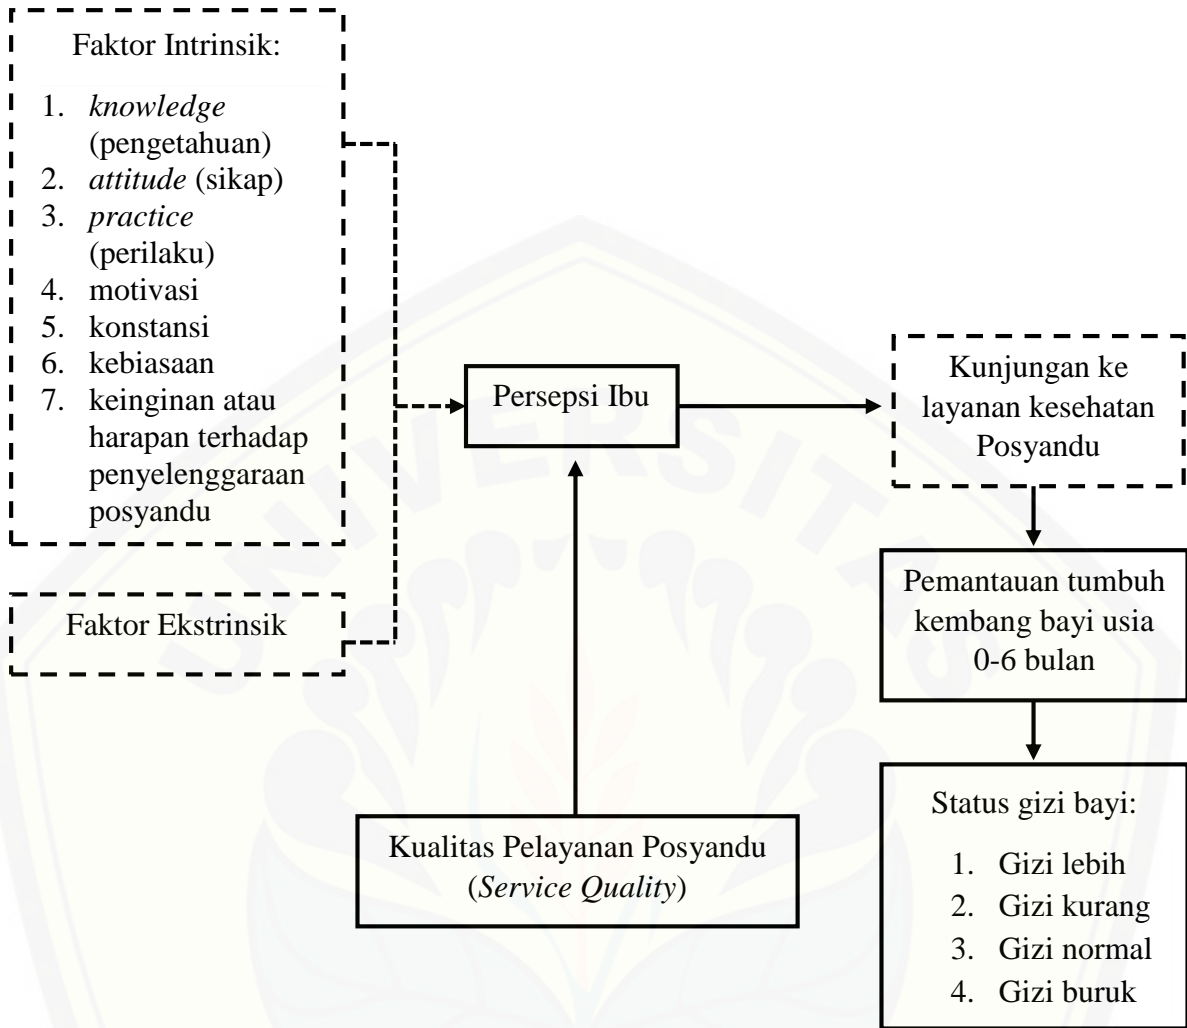 Faktor Intrinsik:
1. knowledge
(pengetahuan)
2. attitude (sikap)
3. practice
(perilaku)
4. motivasi
5. konstansi
6. kebiasaan
7. keinginan atau
harapan terhadap
penyelenggaraan
posyandu
Faktor Ekstrinsik
Persepsi Ibu
Kualitas Pelayanan Posyandu
(Service Quality)
Kunjungan ke
layanan kesehatan
Posyandu
Pemantauan tumbuh
kembang bayi usia
0-6 bulan
Status gizi bayi:
1. Gizi lebih
2. Gizi kurang
3. Gizi normal
4. Gizi buruk
UNIVERSITAS